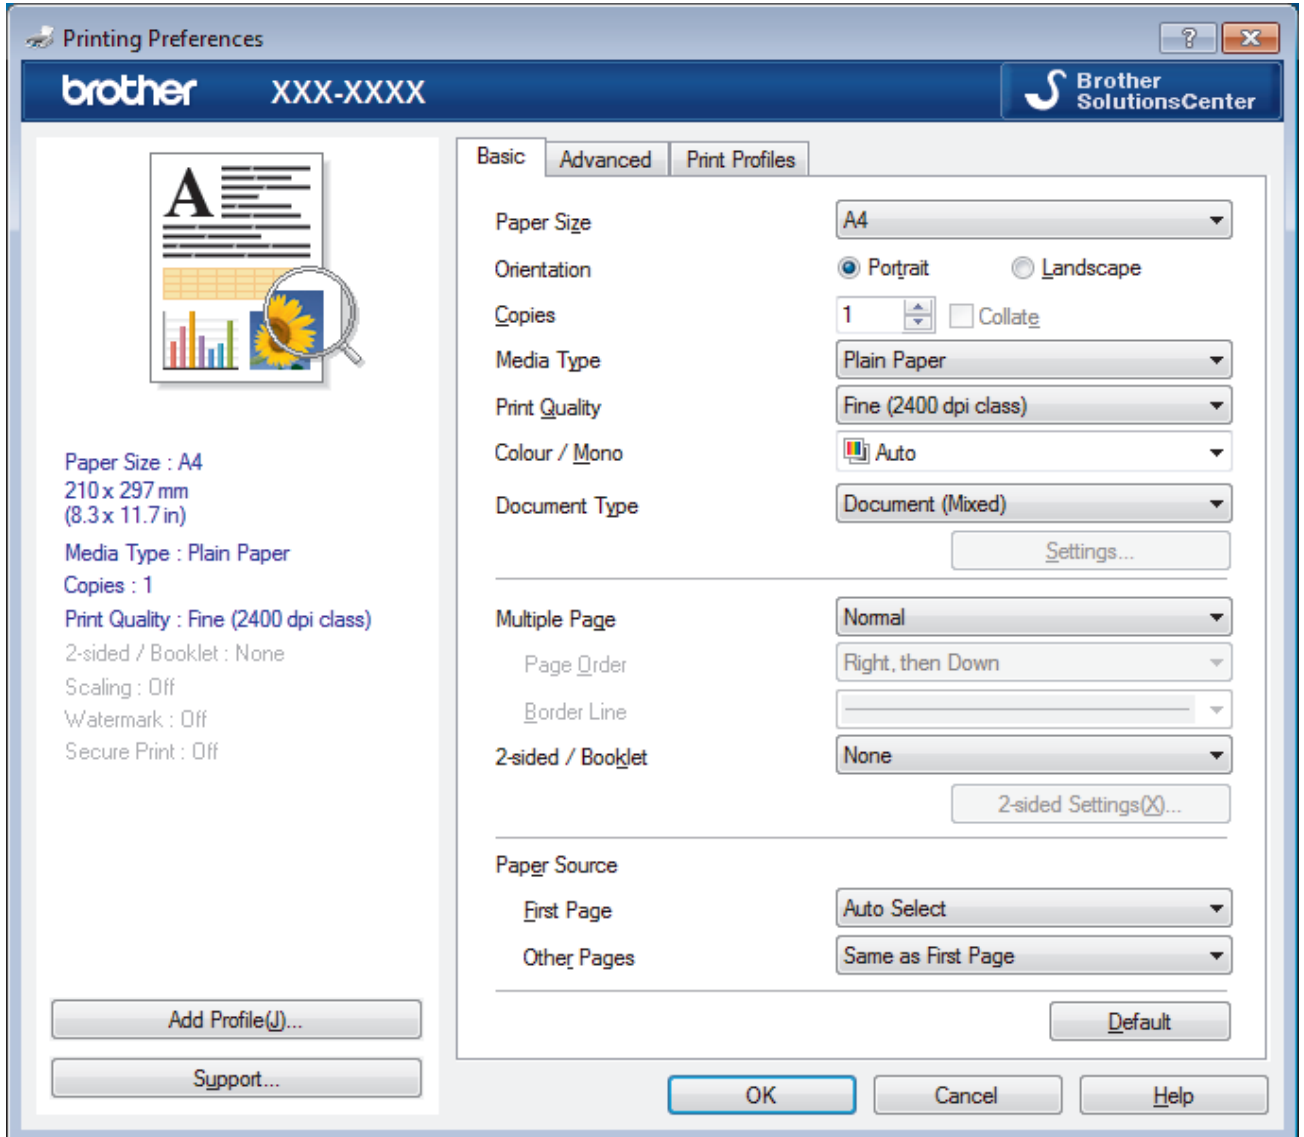 Printing Preferences
brother XXX-XXXX
Brother
SolutionsCenter
A
Paper Size : A4
210 x 297 mm
(8.3 x 11.7 in)
Media Type : Plain Paper
Copies : 1
Print Quality : Fine (2400 dpi class)
2-sided / Booklet : None
Scaling : Off
Watermark : Off
Secure Print : Off
Add Profile(J)...
Support...
Basic Advanced Print Profiles
Paper Size A4
Orientation Portrait Landscape
Copies 1 Collate
Media Type Plain Paper
Print Quality Fine (2400 dpi class)
Colour / Mono Auto
Document Type Document (Mixed)
Settings...
Multiple Page Normal
Page Order Right, then Down
Border Line
2-sided / Booklet None
2-sided Settings(X)...
Paper Source
First Page Auto Select
Other Pages Same as First Page
Default
OK Cancel Help